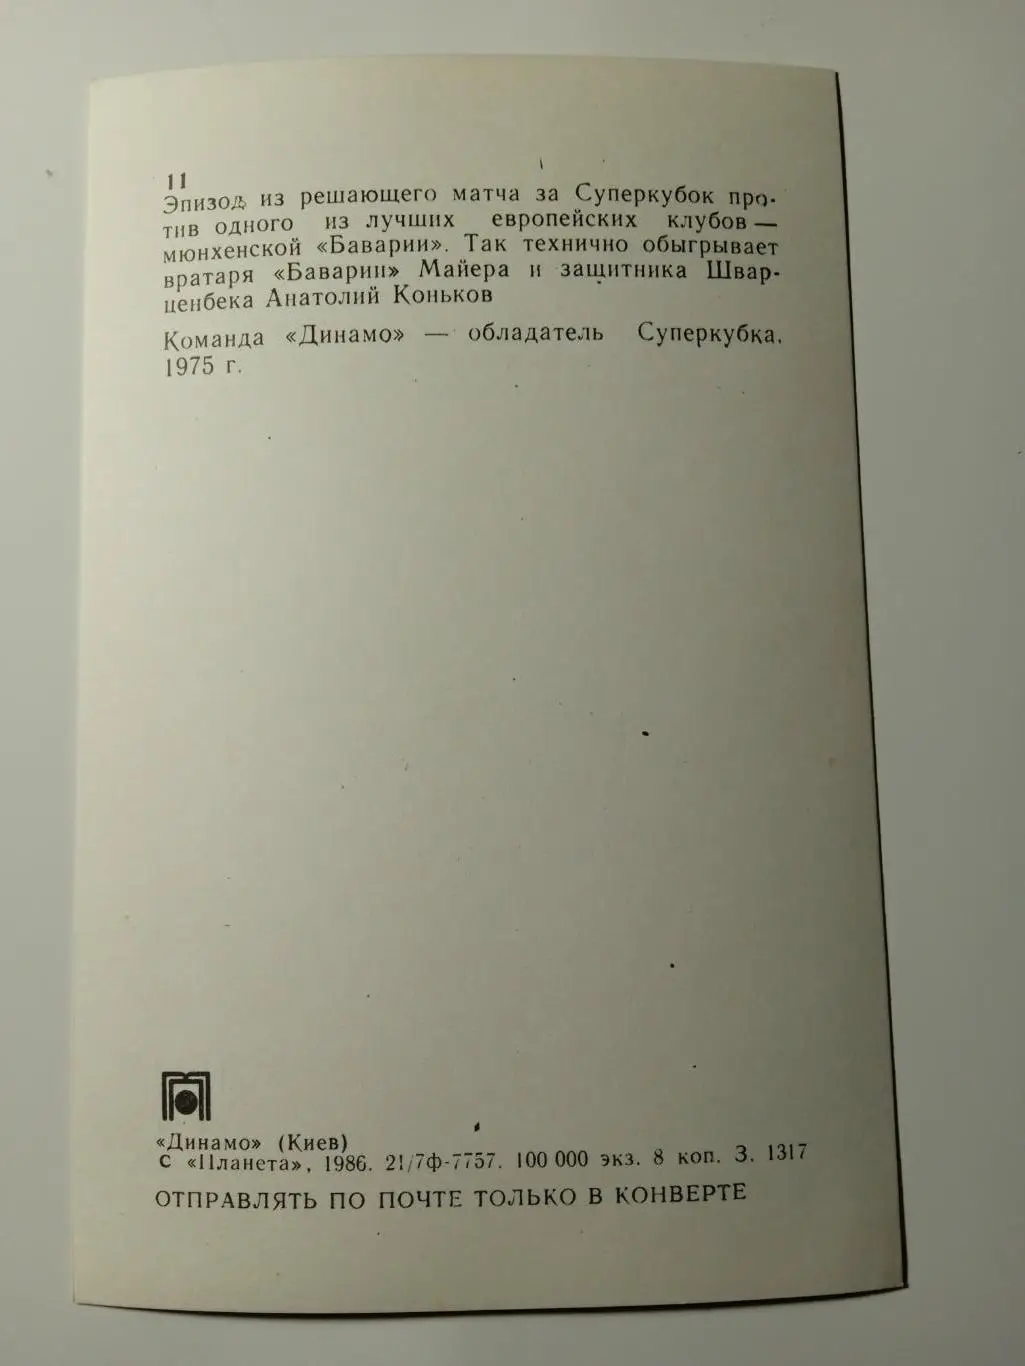 11
Эпизод из решающего матча за Суперкубок про-
тив одного из лучших европейских клубов —
мюнхенской «Баварии». Так технично обыгрывает
вратаря «Баварии» Майера и защитника Швар-
ценбека Анатолий Коньков
Команда «Динамо» — обладатель Суперкубка.
1975 г.
«Динамо» (Киев)
С «Планета», 1986. 21/7ф-7757. 100 000 экз. 8 коп. З. 1317
ОТПРАВЛЯТЬ ПО ПОЧТЕ ТОЛЬКО В КОНВЕРТЕ